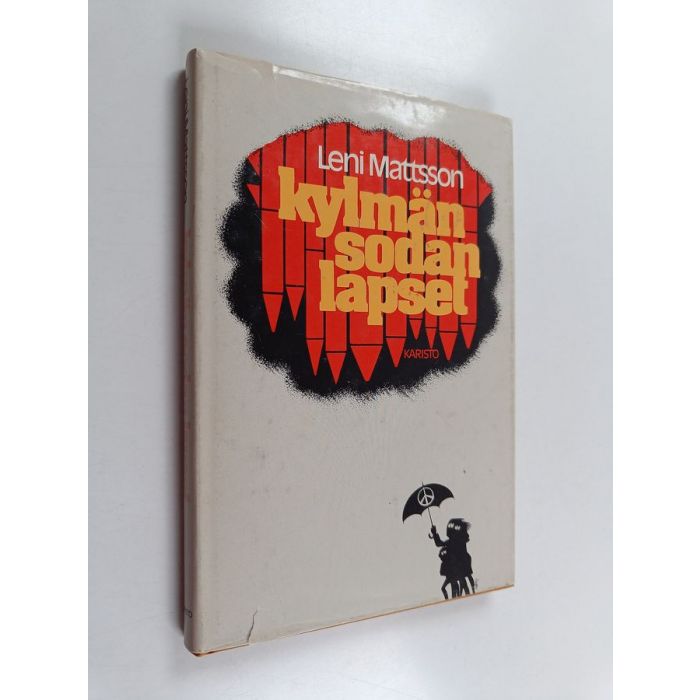 Leni Mattsson
kylmän
sodan
lapset
KARISTO